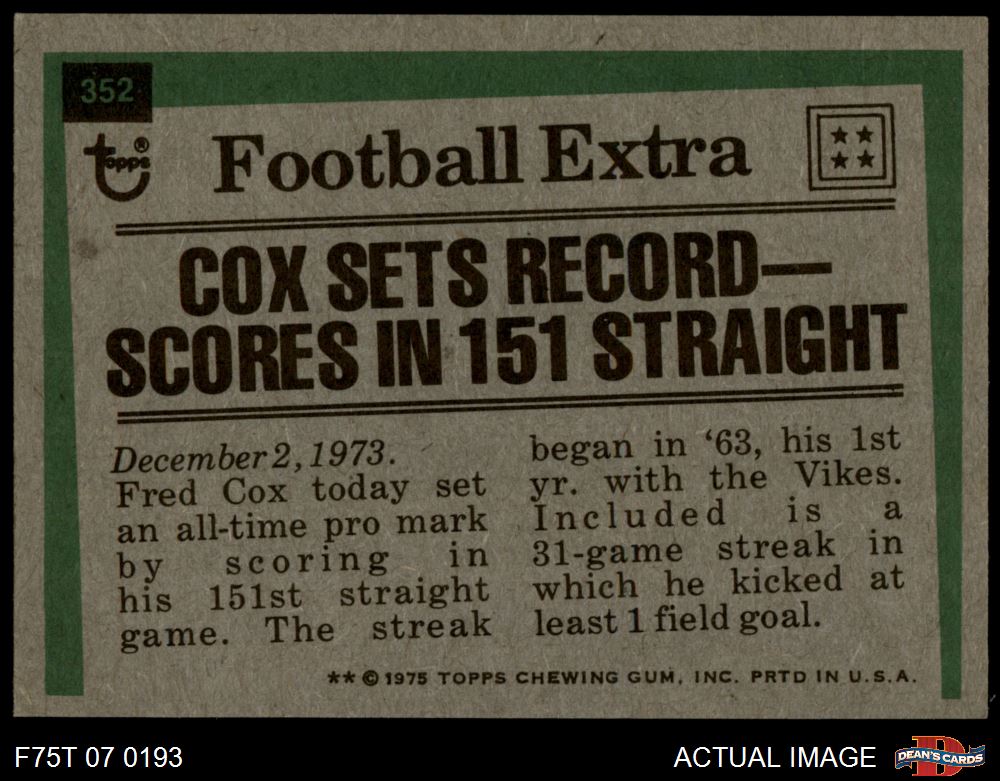 352
Topps®
Football Extra
COX SETS RECORD—
SCORES IN 151 STRAIGHT
December 2, 1973.
Fred Cox today set
an all-time pro mark
by scoring in
his 151st straight
game. The streak
began in ‘63, his 1st
yr. with the Vikes.
Included is a
31-game streak in
which he kicked at
least 1 field goal.
** © 1975 TOPPS CHEWING GUM, INC. PRTD IN U.S.A.
F75T 07 0193
ACTUAL IMAGE
D
DEAN'S CARDS